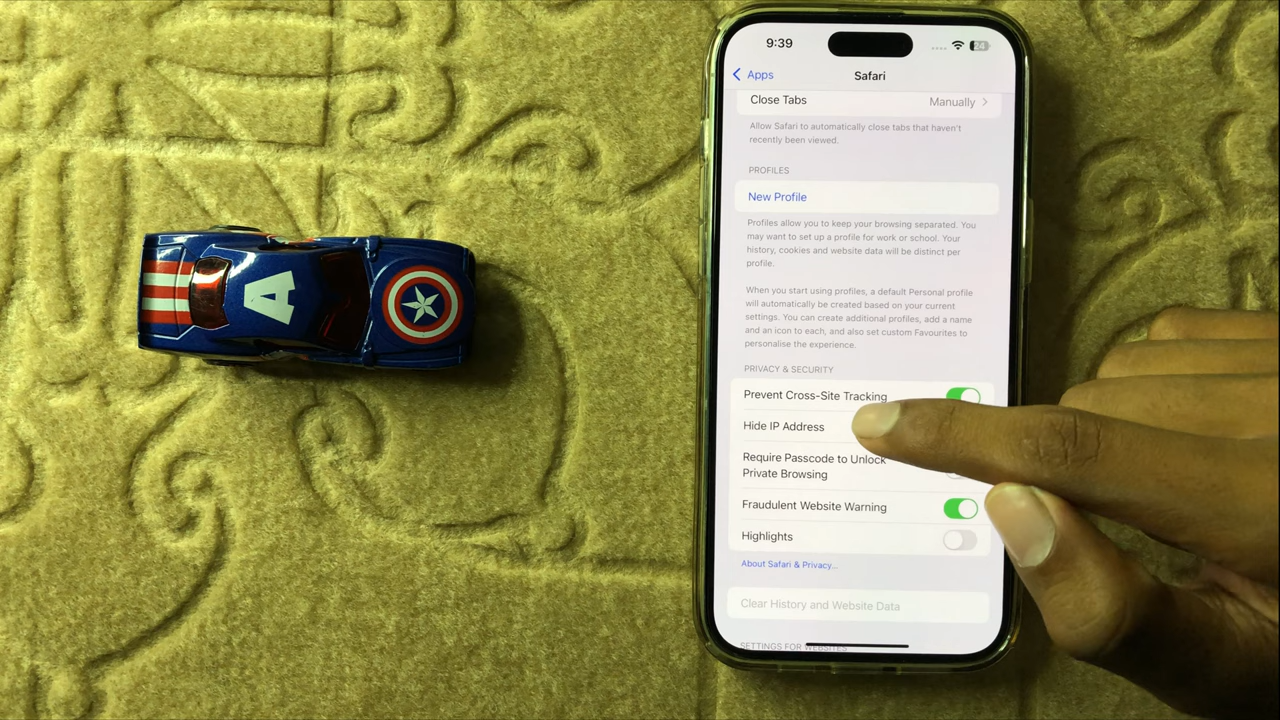 9:39
24
Apps
Safari
Close Tabs
Manually
Allow Safari to automatically close tabs that haven't
recently been viewed.
PROFILES
New Profile
Profiles allow you to keep your browsing separated. You
may want to set up a profile for work or school. Your
history, cookies and website data will be distinct per
profile.
When you start using profiles, a default Personal profile
will automatically be created based on your current
settings. You can create additional profiles, add a name
and an icon to each, and also set custom Favourites to
personalise the experience.
PRIVACY & SECURITY
Prevent Cross-Site Tracking
Hide IP Address
Require Passcode to Unlock
Private Browsing
Fraudulent Website Warning
Highlights
About Safari & Privacy...
Clear History and Website Data
SETTINGS FOR WEBSITES
A